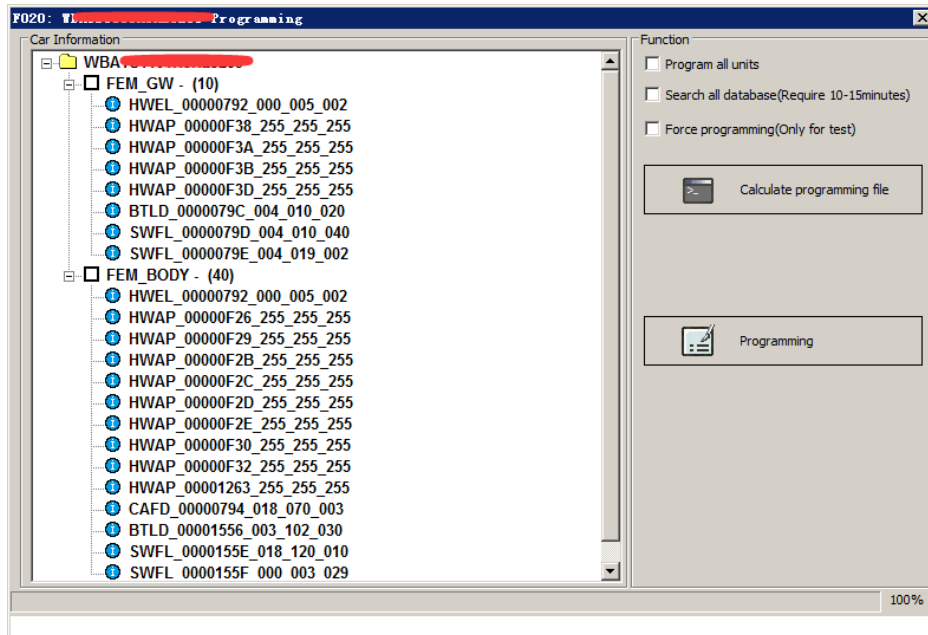 F020: Programming
Car Information
WBA
FEM_GW - (10)
HWEL_00000792_000_005_002
HWAP_00000F38_255_255_255
HWAP_00000F3A_255_255_255
HWAP_00000F3B_255_255_255
HWAP_00000F3D_255_255_255
BTLD_0000079C_004_010_020
SWFL_0000079D_004_010_040
SWFL_0000079E_004_019_002
FEM_BODY - (40)
HWEL_00000792_000_005_002
HWAP_00000F26_255_255_255
HWAP_00000F29_255_255_255
HWAP_00000F2B_255_255_255
HWAP_00000F2C_255_255_255
HWAP_00000F2D_255_255_255
HWAP_00000F2E_255_255_255
HWAP_00000F30_255_255_255
HWAP_00000F32_255_255_255
HWAP_00001263_255_255_255
CAFD_00000794_018_070_003
BTLD_00001556_003_102_030
SWFL_0000155E_018_120_010
SWFL_0000155F_000_003_029
Function
Program all units
Search all database(Require 10-15minutes)
Force programming(Only for test)
Calculate programming file
Programming
100%